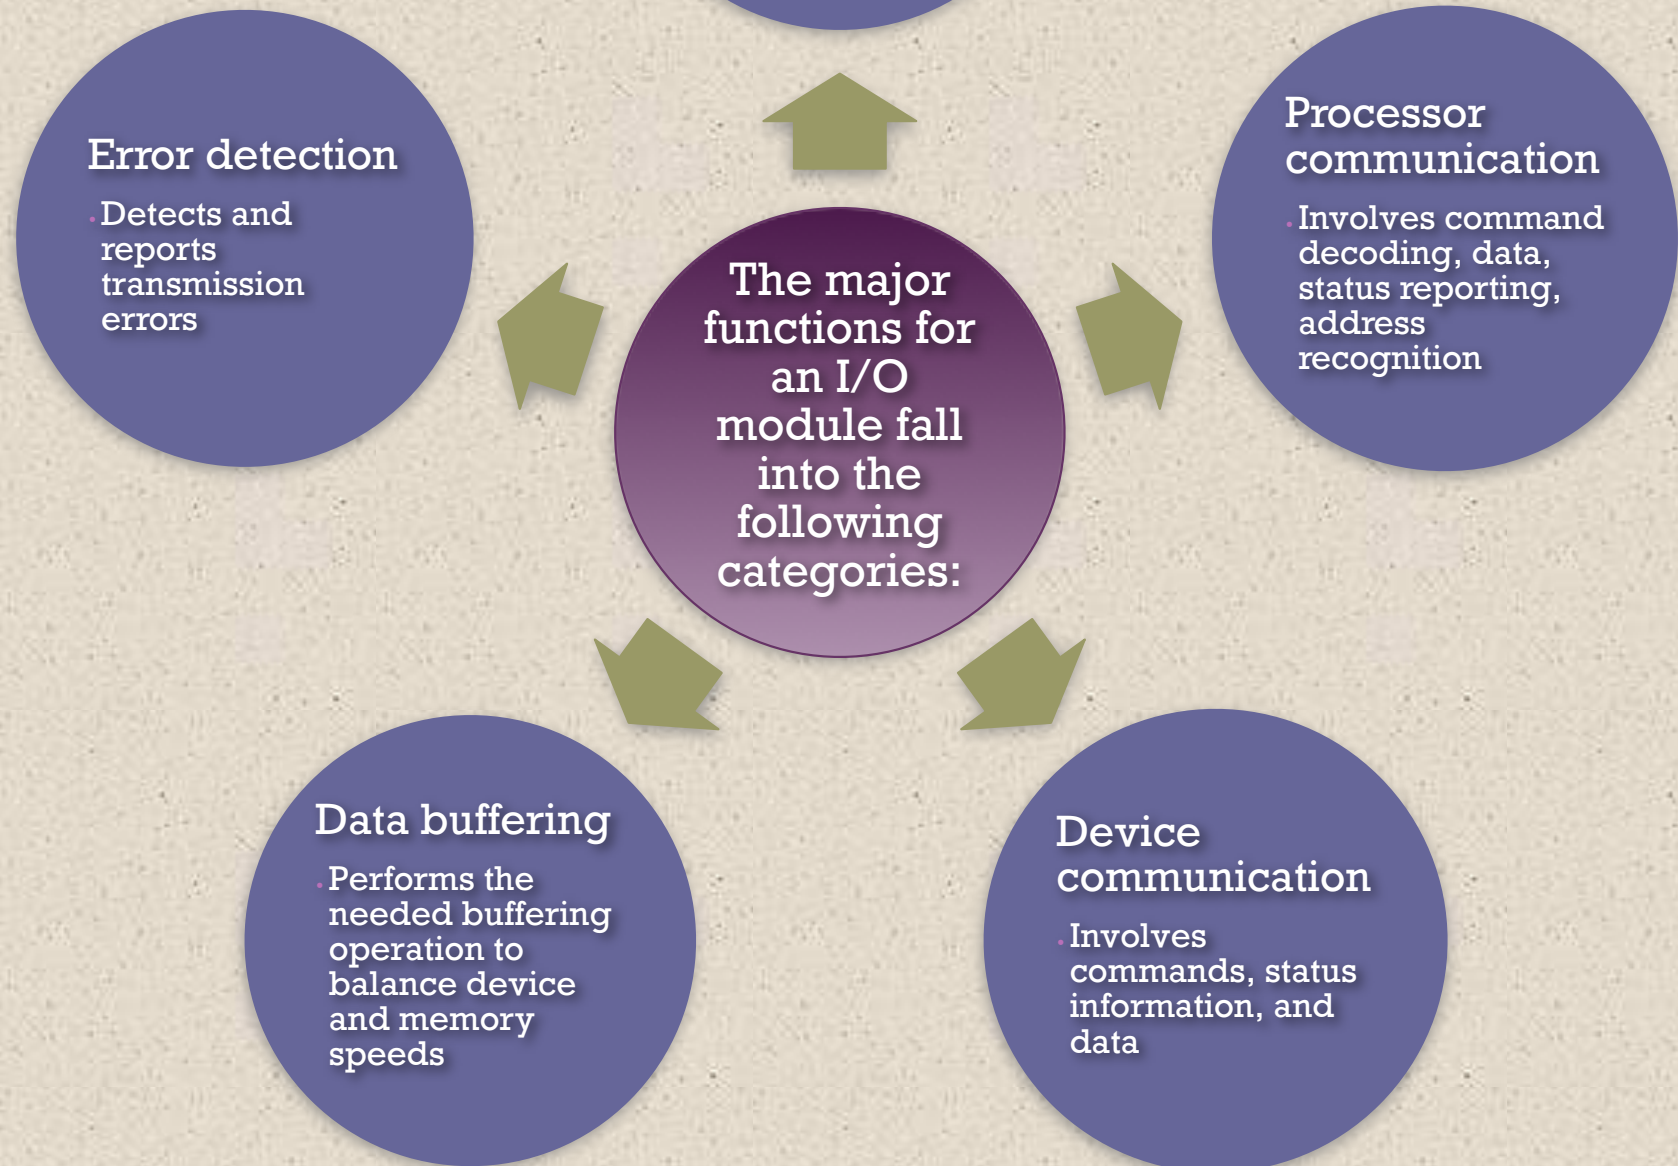 The major
functions for
an I/O
module fall
into the
following
categories:
Processor
communication
Involves command
decoding, data,
status reporting,
address
recognition
Device
communication
Involves
commands, status
information, and
data
Data buffering
Performs the
needed buffering
operation to
balance device
and memory
speeds
Error detection
Detects and
reports
transmission
errors